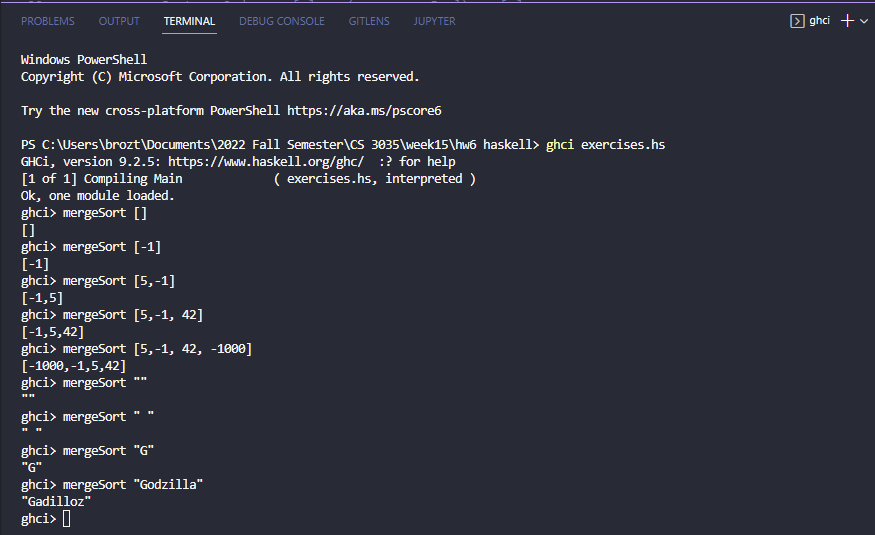 PROBLEMS OUTPUT TERMINAL DEBUG CONSOLE GITLENS JUPYTER ghci
Windows PowerShell
Copyright (C) Microsoft Corporation. All rights reserved.
Try the new cross-platform PowerShell https://aka.ms/pscore6
PS C:\Users\brozt\Documents\2022 Fall Semester\CS 3035\week15\hw6 haskell> ghci exercises.hs
GHCi, version 9.2.5: https://www.haskell.org/ghc/  :? for help
[1 of 1] Compiling Main             ( exercises.hs, interpreted )
Ok, one module loaded.
ghci> mergeSort []
[]
ghci> mergeSort [-1]
[-1]
ghci> mergeSort [5,-1]
[-1,5]
ghci> mergeSort [5,-1, 42]
[-1,5,42]
ghci> mergeSort [5,-1, 42, -1000]
[-1000,-1,5,42]
ghci> mergeSort ""
""
ghci> mergeSort " "
" "
ghci> mergeSort "G"
"G"
ghci> mergeSort "Godzilla"
"Gadilloz"
ghci>